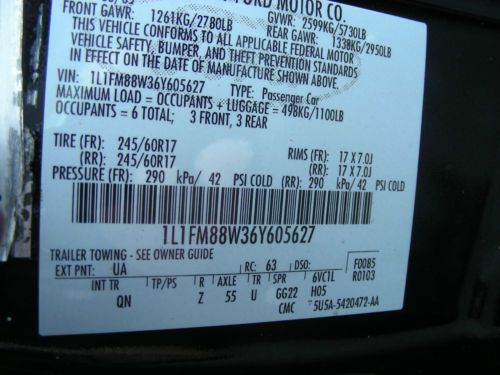 FORD MOTOR CO.
FRONT GAWR: 1261KG/2780LB GVWR: 2599KG/5730LB
REAR GAWR: 1338KG/2950LB
THIS VEHICLE CONFORMS TO ALL APPLICABLE FEDERAL MOTOR
VEHICLE SAFETY, BUMPER, AND THEFT PREVENTION STANDARDS
IN EFFECT ON THE DATE OF MANUFACTURE SHOWN ABOVE.
VIN: 1L1FM88W36Y605627 TYPE: Passenger Car
MAXIMUM LOAD = OCCUPANTS + LUGGAGE = 498KG/1100LB
OCCUPANTS = 6 TOTAL; 3 FRONT, 3 REAR
TIRE (FR): 245/60R17 RIMS (FR): 17 X 7.0J
(RR): 245/60R17 (RR): 17 X 7.0J
PRESSURE (FR): 290 kPa/ 42 PSI COLD (RR): 290 kPa/ 42 PSI COLD
1L1FM88W36Y605627
TRAILER TOWING - SEE OWNER GUIDE
EXT PNT: UA RC: 63 DSO: F0085
R0103
INT TR TP/PS R AXLE TR SPR 6VC1L
QN Z 55 U GG22 H05
CMC 5U5A-5420472-AA